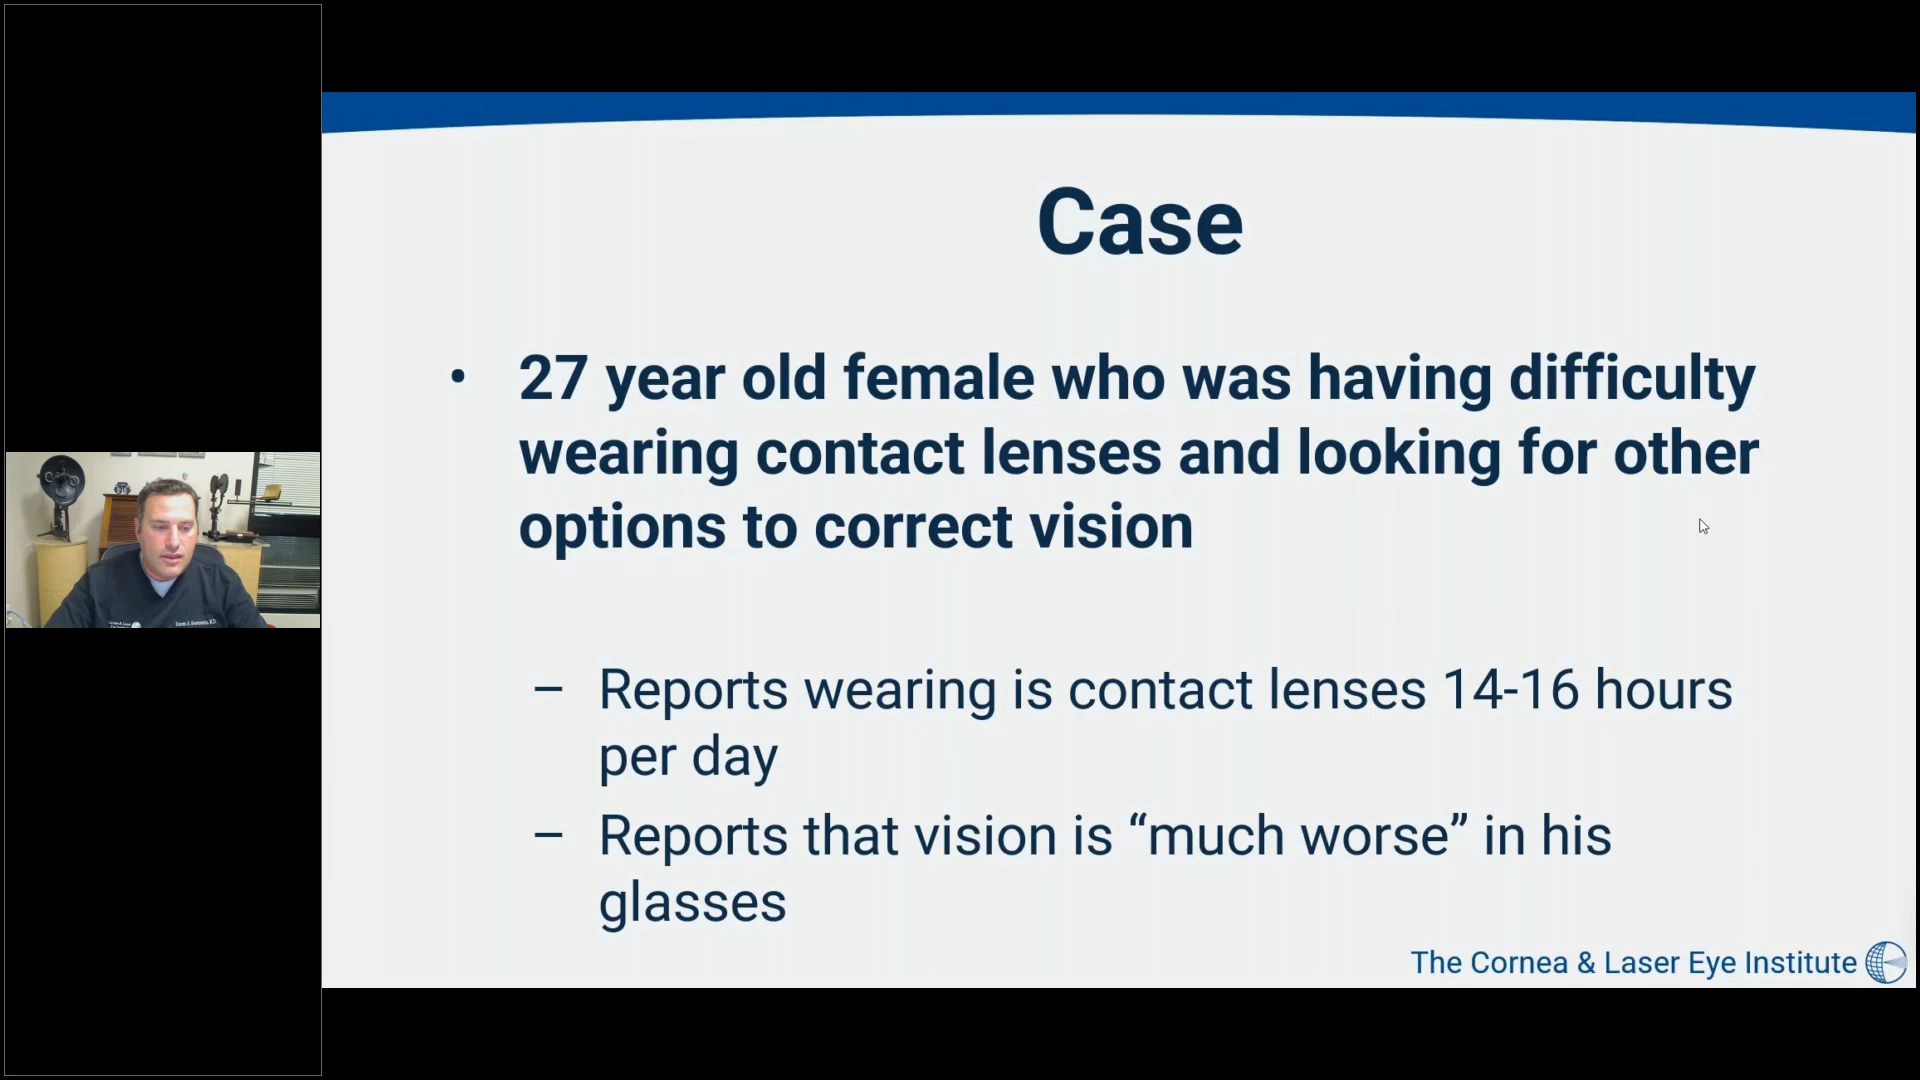 Case
• 27 year old female who was having difficulty
wearing contact lenses and looking for other
options to correct vision
– Reports wearing is contact lenses 14-16 hours
per day
– Reports that vision is “much worse” in his
glasses
The Cornea & Laser Eye Institute